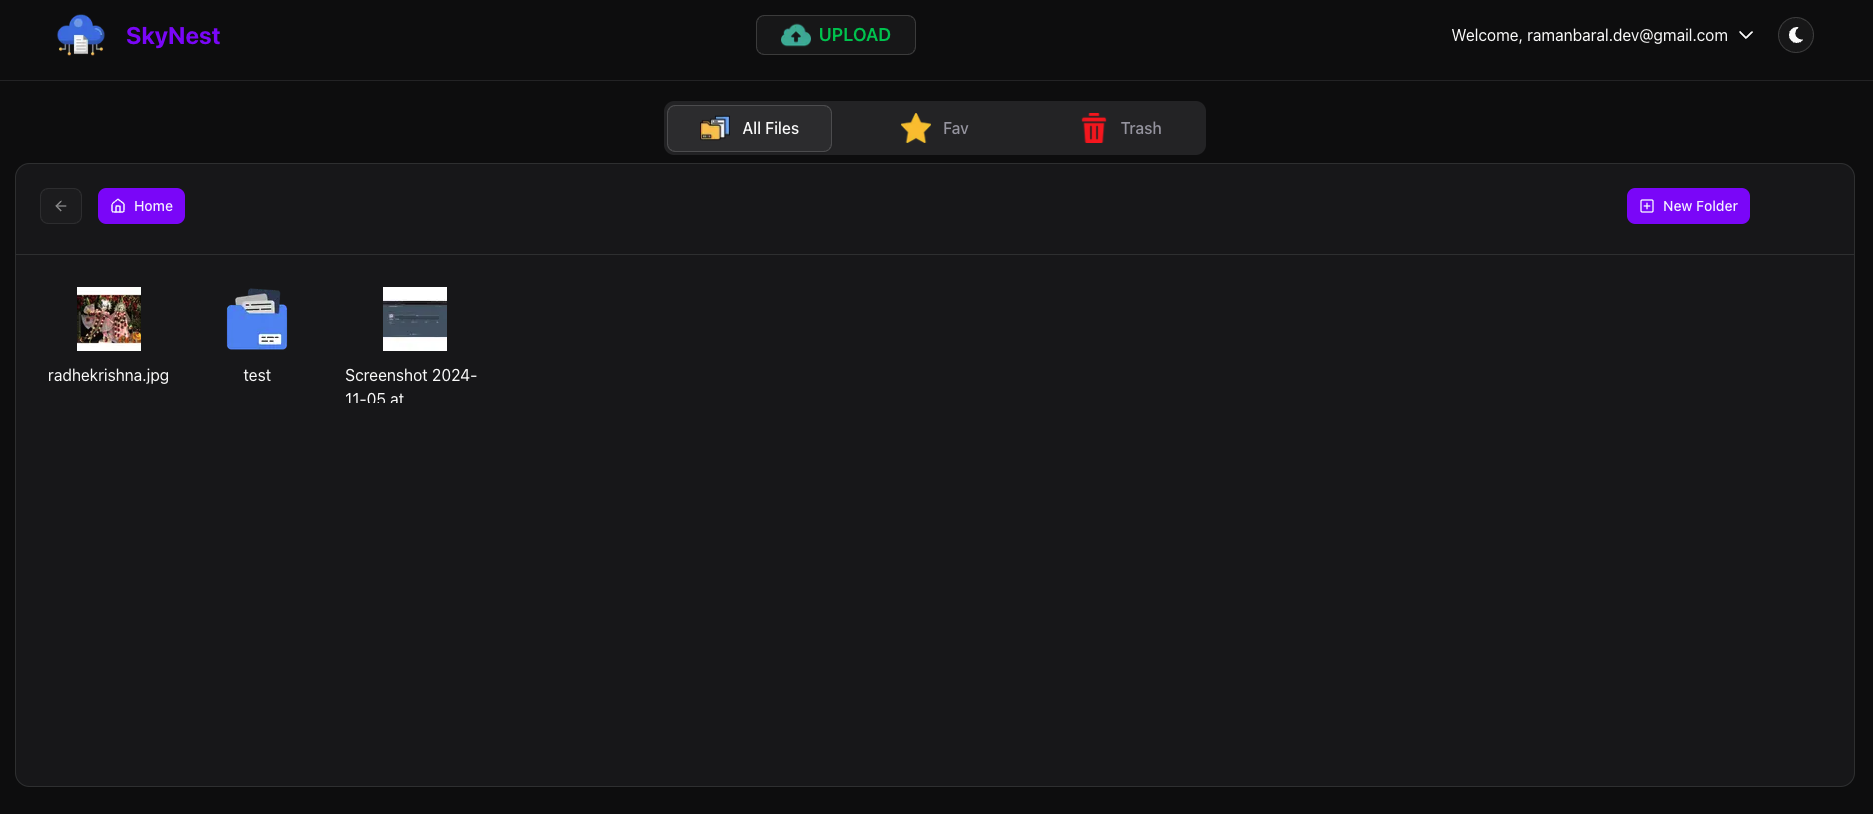 SkyNest
UPLOAD
Welcome, ramanbaral.dev@gmail.com
All Files
Fav
Trash
Home
New Folder
radhekrishna.jpg
test
Screenshot 2024-
11-05 at